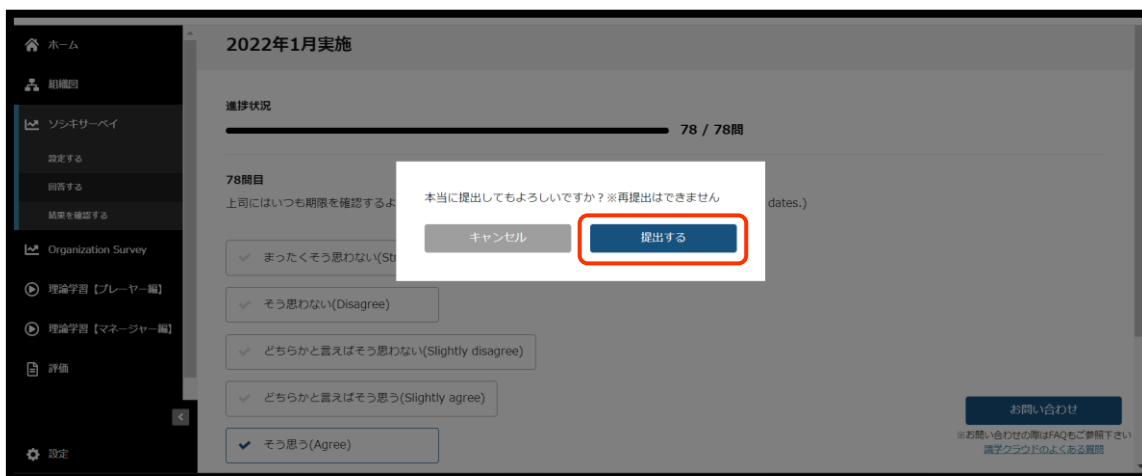 ホーム
組織図
ソシキサーベイ
設定する
回答する
結果を確認する
Organization Survey
理論学習【プレーヤー編】
理論学習【マネージャー編】
評価
設定
2022年1月実施
進捗状況
78 / 78問
78問目
上司にはいつも期限を確認するよ
dates.)
本当に提出してもよろしいですか？※再提出はできません
キャンセル
提出する
まったくそう思わない(Str
そう思わない(Disagree)
どちらかと言えばそう思わない(Slightly disagree)
どちらかと言えばそう思う(Slightly agree)
そう思う(Agree)
お問い合わせ
※お問い合わせの際はFAQもご参照下さい
識学クラウドのよくある質問